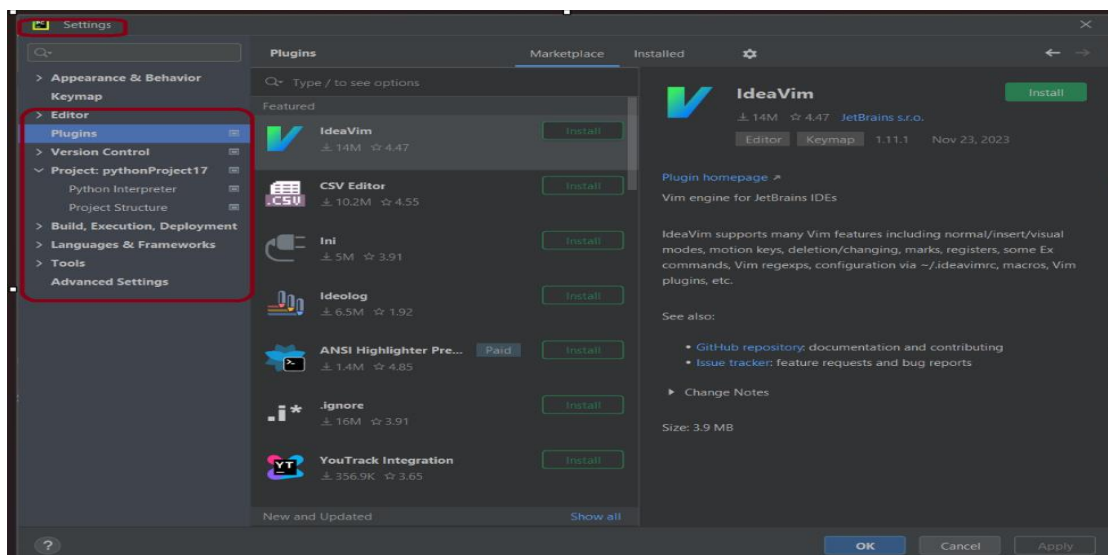 PC Settings
Plugins Marketplace Installed
Appearance & Behavior
Keymap
Editor
Plugins
Version Control
Project: pythonProject17
Python Interpreter
Project Structure
Build, Execution, Deployment
Languages & Frameworks
Tools
Advanced Settings
Type / to see options
Featured
IdeaVim Install
14M 4.47
CSV Editor Install
.CSV
10.2M 4.55
Ini Install
5M 3.91
Ideolog Install
6.5M 1.92
ANSI Highlighter Pre... Paid Install
1.4M 4.85
.ignore Install
.i*
16M 3.91
YouTrack Integration Install
YT
356.9K 3.65
New and Updated Show all
IdeaVim Install
14M 4.47 JetBrains s.r.o.
Editor Keymap 1.11.1 Nov 23, 2023
Plugin homepage ↗
Vim engine for JetBrains IDEs
IdeaVim supports many Vim features including normal/insert/visual
modes, motion keys, deletion/changing, marks, registers, some Ex
commands, Vim regexps, configuration via ~/.ideavimrc, macros, Vim
plugins, etc.
See also:
• GitHub repository: documentation and contributing
• Issue tracker: feature requests and bug reports
Change Notes
Size: 3.9 MB
? OK Cancel Apply